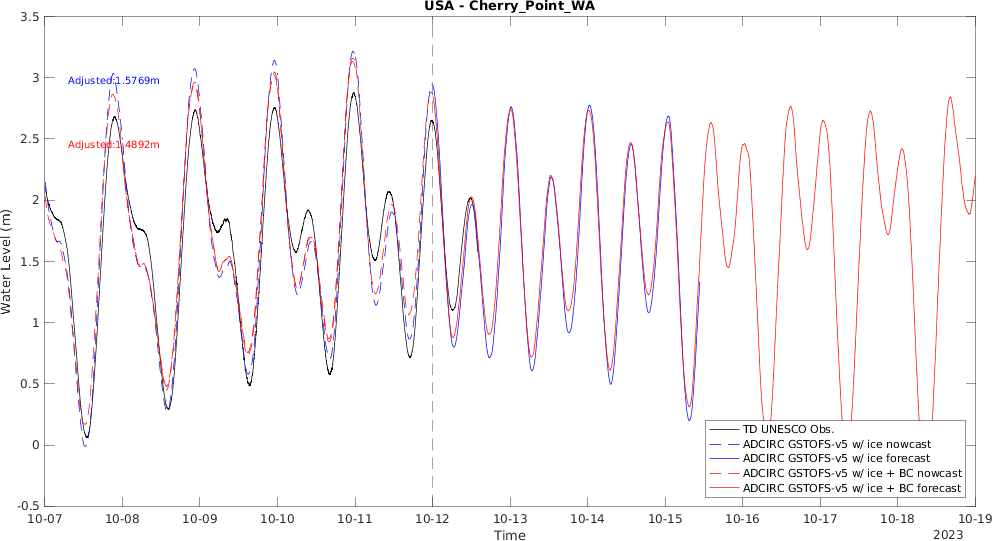 USA - Cherry_Point_WA
3.5
3
2.5
2
1.5
1
0.5
0
-0.5
Water Level (m)
Adjusted:1.5769m
Adjusted:1.4892m
TD UNESCO Obs.
ADCIRC GSTOFS-v5 w/ ice nowcast
ADCIRC GSTOFS-v5 w/ ice forecast
ADCIRC GSTOFS-v5 w/ ice + BC nowcast
ADCIRC GSTOFS-v5 w/ ice + BC forecast
10-07 10-08 10-09 10-10 10-11 10-12 10-13 10-14 10-15 10-16 10-17 10-18 10-19
Time
2023